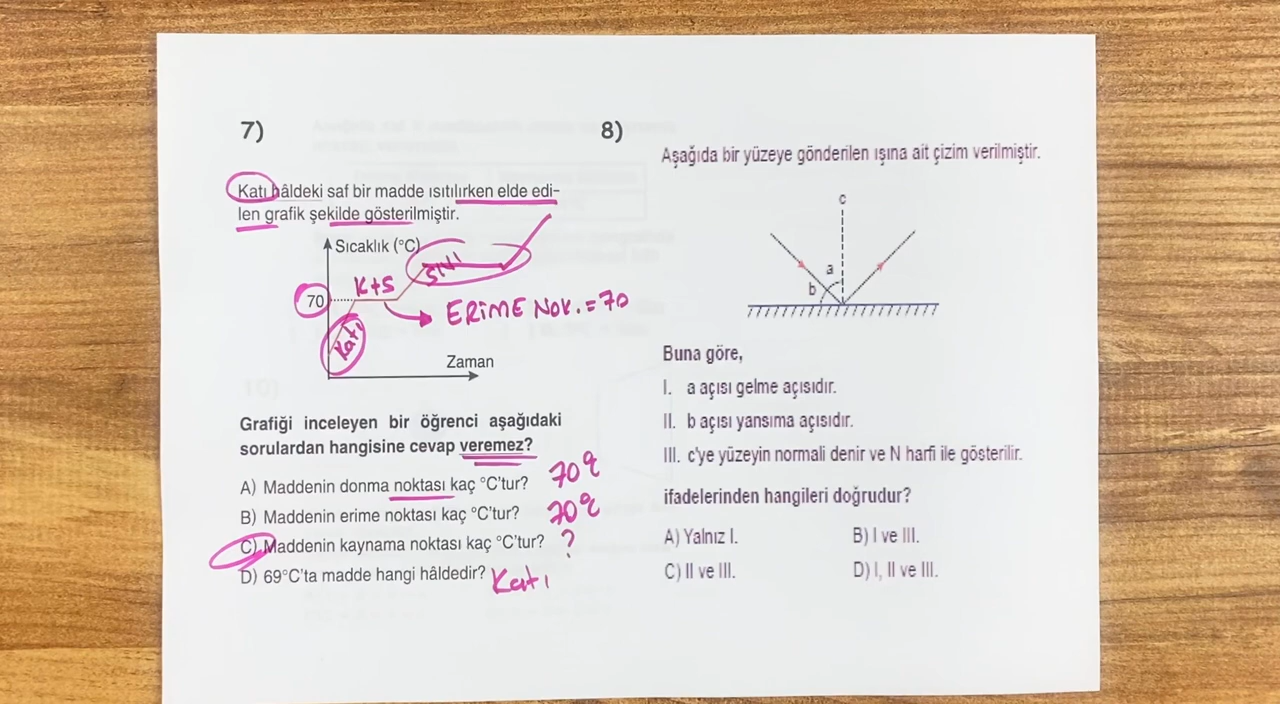 7)
Katı hâldeki saf bir madde ısıtılırken elde edi-
len grafik şekilde gösterilmiştir.
Sıcaklık (°C)
SIVI
K+S
70
ERİME NOK. = 70
Katı
Zaman
Grafiği inceleyen bir öğrenci aşağıdaki
sorulardan hangisine cevap veremez?
A) Maddenin donma noktası kaç °C'tur? 70°C
B) Maddenin erime noktası kaç °C'tur? 70°C
C) Maddenin kaynama noktası kaç °C'tur? ?
D) 69°C'ta madde hangi hâldedir? Katı
8)
Aşağıda bir yüzeye gönderilen ışına ait çizim verilmiştir.
c
a
b
Buna göre,
I. a açısı gelme açısıdır.
II. b açısı yansıma açısıdır.
III. c'ye yüzeyin normali denir ve N harfi ile gösterilir.
ifadelerinden hangileri doğrudur?
A) Yalnız I. B) I ve III.
C) II ve III. D) I, II ve III.